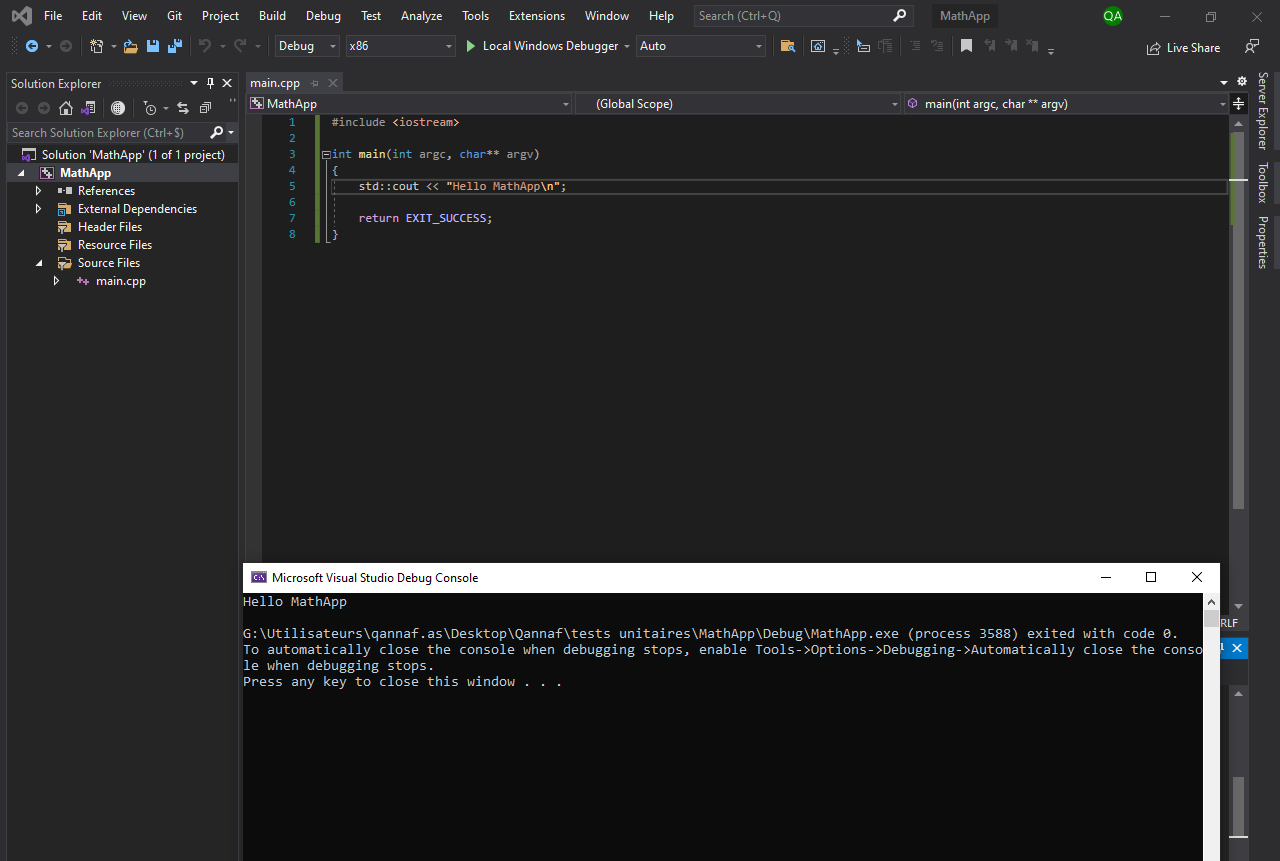 File Edit View Git Project Build Debug Test Analyze Tools Extensions Window Help Search (Ctrl+Q) MathApp QA
Debug x86 Local Windows Debugger Auto Live Share
Solution Explorer
Search Solution Explorer (Ctrl+$)
Solution 'MathApp' (1 of 1 project)
MathApp
References
External Dependencies
Header Files
Resource Files
Source Files
main.cpp
main.cpp
MathApp (Global Scope) main(int argc, char ** argv)
1 #include <iostream>
2
3 int main(int argc, char** argv)
4 {
5 std::cout << "Hello MathApp\n";
6
7 return EXIT_SUCCESS;
8 }
Server Explorer
Toolbox
Properties
RLF
C:\ Microsoft Visual Studio Debug Console
Hello MathApp
G:\Utilisateurs\qannaf.as\Desktop\Qannaf\tests unitaires\MathApp\Debug\MathApp.exe (process 3588) exited with code 0.
To automatically close the console when debugging stops, enable Tools->Options->Debugging->Automatically close the conso
le when debugging stops.
Press any key to close this window . . .